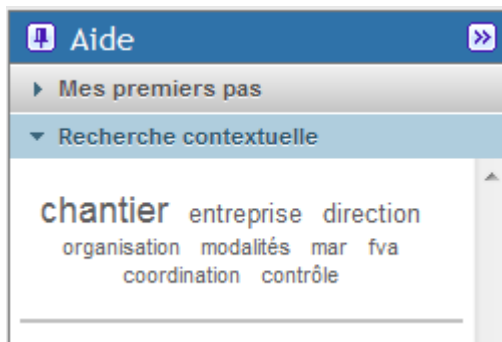 Aide
Mes premiers pas
Recherche contextuelle
chantier entreprise direction
organisation modalités mar fva
coordination contrôle